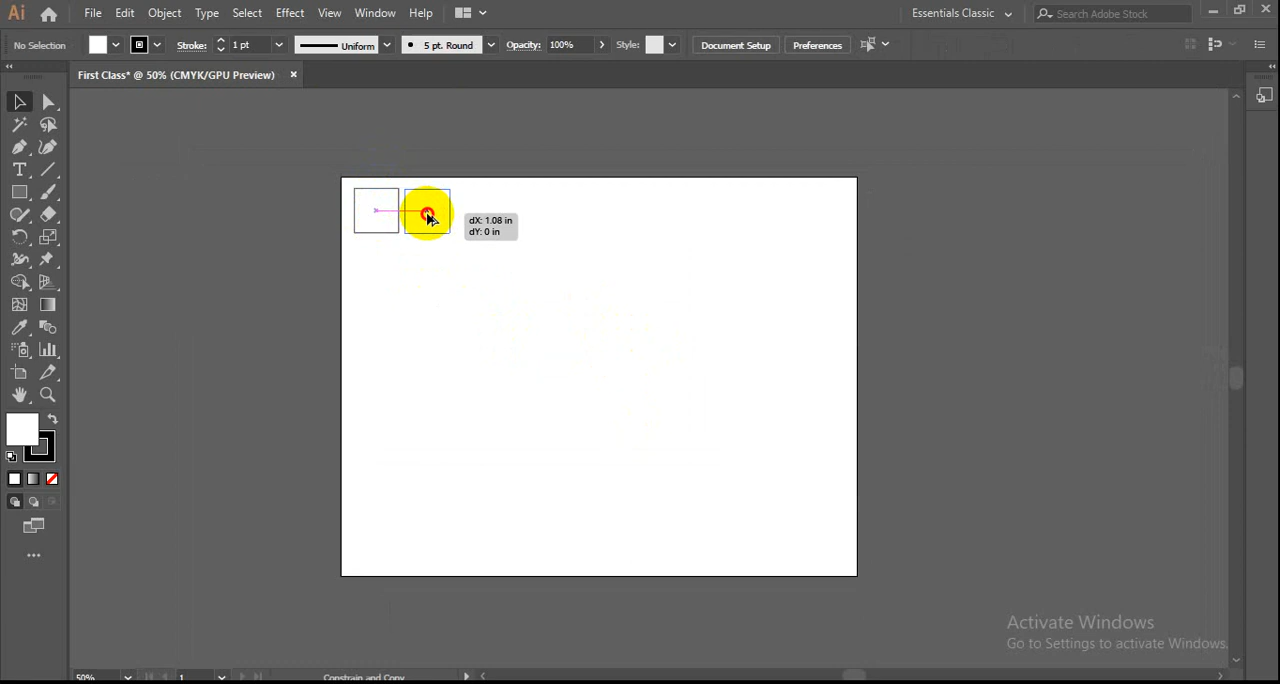 Ai File Edit Object Type Select Effect View Window Help Essentials Classic Search Adobe Stock
No Selection Stroke: 1 pt Uniform 5 pt. Round Opacity: 100% Style: Document Setup Preferences
First Class* @ 50% (CMYK/GPU Preview)
dX: 1.08 in
dY: 0 in
Activate Windows
Go to Settings to activate Windows.
50% 1 Constrain and Copy